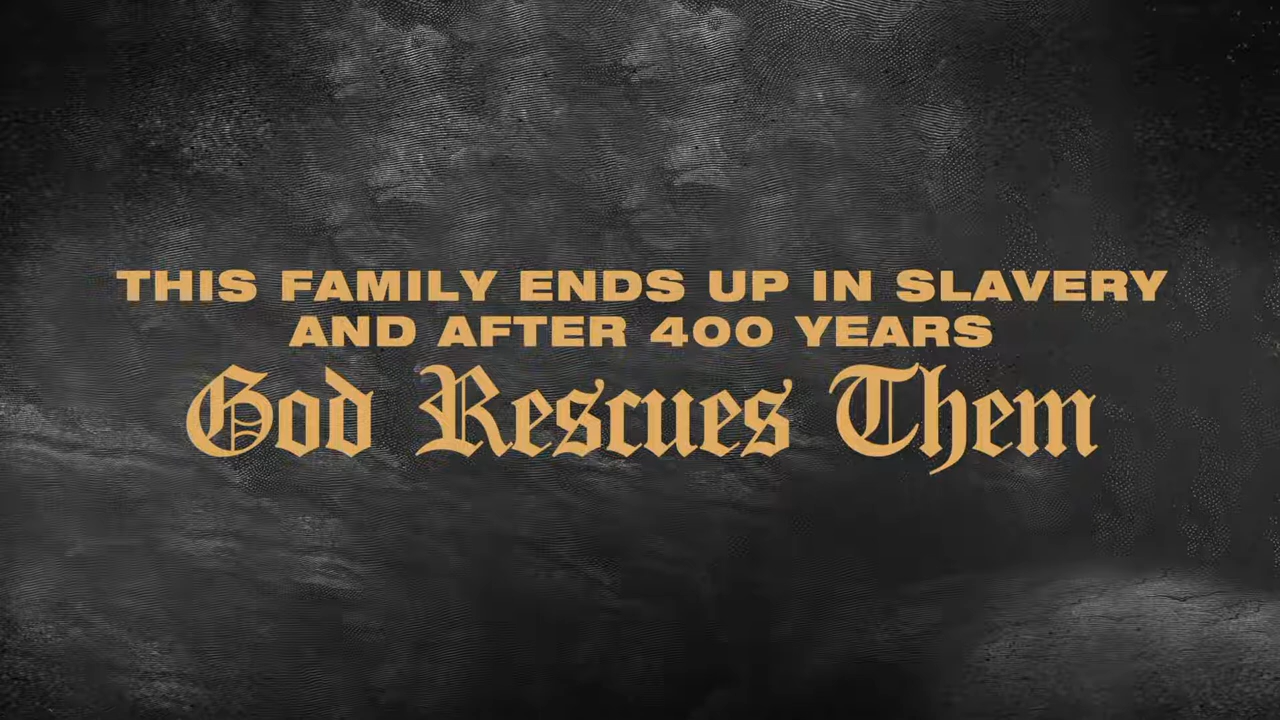 THIS FAMILY ENDS UP IN SLAVERY
AND AFTER 400 YEARS
God Rescues Them